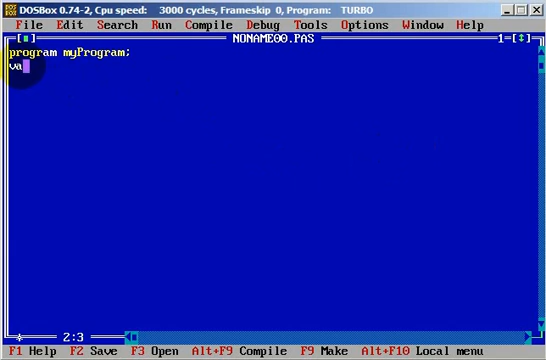 DOSBox 0.74-2, Cpu speed: 3000 cycles, Frameskip 0, Program: TURBO
File Edit Search Run Compile Debug Tools Options Window Help
[■] NONAME00.PAS 1=[↕]
program myProgram;
va
2:3
F1 Help F2 Save F3 Open Alt+F9 Compile F9 Make Alt+F10 Local menu